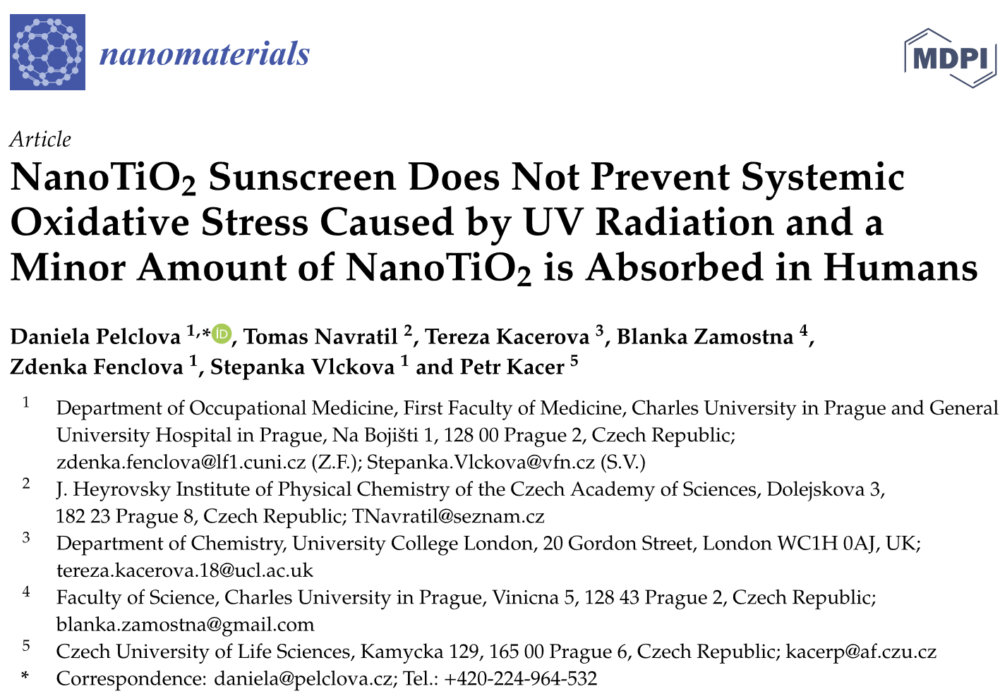 nanomaterials
MDPI
Article
NanoTiO₂ Sunscreen Does Not Prevent Systemic
Oxidative Stress Caused by UV Radiation and a
Minor Amount of NanoTiO₂ is Absorbed in Humans
Daniela Pelclova ¹,* iD, Tomas Navratil ², Tereza Kacerova ³, Blanka Zamostna ⁴,
Zdenka Fenclova ¹, Stepanka Vlckova ¹ and Petr Kacer ⁵
1 Department of Occupational Medicine, First Faculty of Medicine, Charles University in Prague and General
University Hospital in Prague, Na Bojišti 1, 128 00 Prague 2, Czech Republic;
zdenka.fenclova@lf1.cuni.cz (Z.F.); Stepanka.Vlckova@vfn.cz (S.V.)
2 J. Heyrovsky Institute of Physical Chemistry of the Czech Academy of Sciences, Dolejskova 3,
182 23 Prague 8, Czech Republic; TNavratil@seznam.cz
3 Department of Chemistry, University College London, 20 Gordon Street, London WC1H 0AJ, UK;
tereza.kacerova.18@ucl.ac.uk
4 Faculty of Science, Charles University in Prague, Vinicna 5, 128 43 Prague 2, Czech Republic;
blanka.zamostna@gmail.com
5 Czech University of Life Sciences, Kamycka 129, 165 00 Prague 6, Czech Republic; kacerp@af.czu.cz
* Correspondence: daniela@pelclova.cz; Tel.: +420-224-964-532